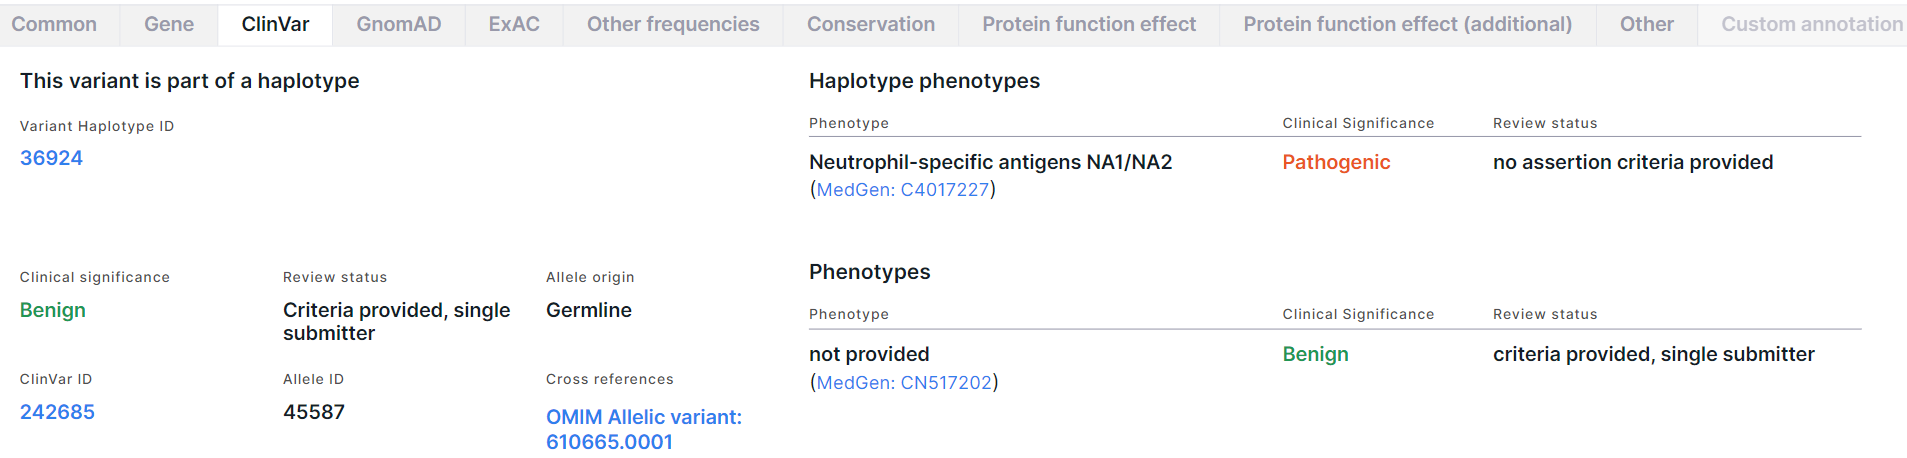 Common Gene ClinVar GnomAD ExAC Other frequencies Conservation Protein function effect Protein function effect (additional) Other Custom annotation
This variant is part of a haplotype
Variant Haplotype ID
36924
Haplotype phenotypes
Phenotype Clinical Significance Review status
Neutrophil-specific antigens NA1/NA2 Pathogenic no assertion criteria provided
(MedGen: C4017227)
Clinical significance Review status Allele origin
Benign Criteria provided, single Germline
submitter
ClinVar ID Allele ID Cross references
242685 45587 OMIM Allelic variant:
610665.0001
Phenotypes
Phenotype Clinical Significance Review status
not provided Benign criteria provided, single submitter
(MedGen: CN517202)